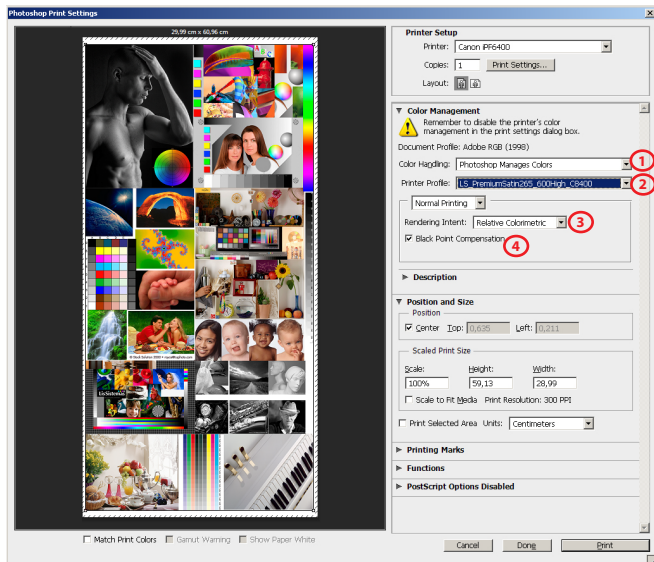 Photoshop Print Settings
29,99 cm x 60,96 cm
Printer Setup
Printer: Canon iPF6400
Copies: 1 Print Settings...
Layout:
Color Management
Remember to disable the printer's color
management in the print settings dialog box.
Document Profile: Adobe RGB (1998)
Color Handling: Photoshop Manages Colors 1
Printer Profile: LS_PremiumSatin265_600High_C8400 2
Normal Printing
Rendering Intent: Relative Colorimetric 3
Black Point Compensation 4
Description
Position and Size
Position
Center Top: 0,635 Left: 0,211
Scaled Print Size
Scale: Height: Width:
100% 59,13 28,99
Scale to Fit Media Print Resolution: 300 PPI
Print Selected Area Units: Centimeters
Printing Marks
Functions
PostScript Options Disabled
LisSistemas
Match Print Colors Gamut Warning Show Paper White
Cancel Done Print